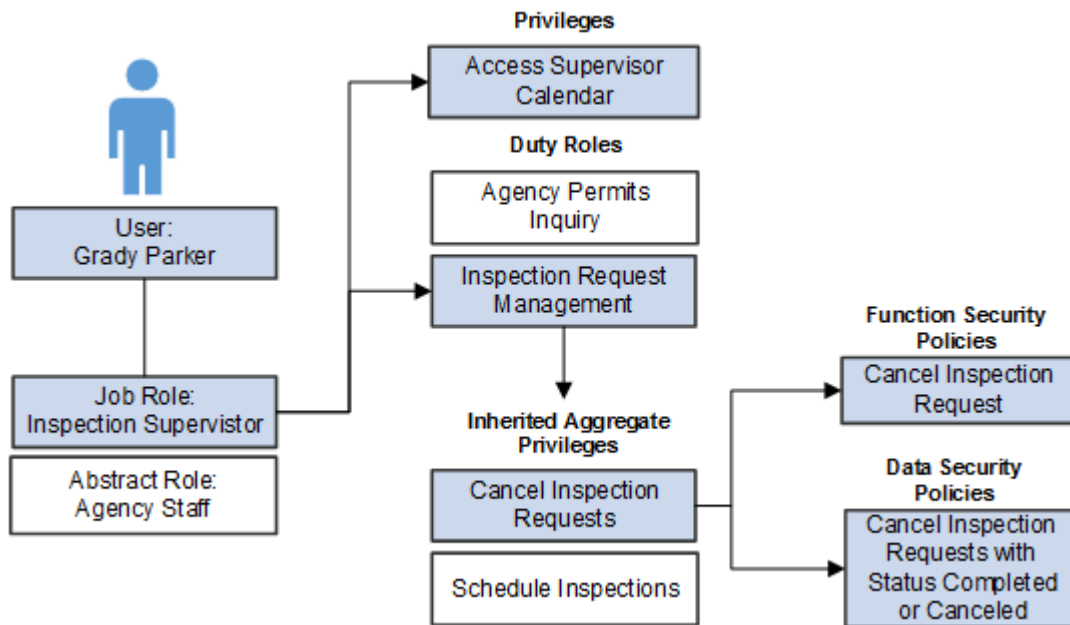 Privileges
Access Supervisor
Calendar
Duty Roles
Agency Permits
Inquiry
User:
Grady Parker
Inspection Request
Management
Function Security
Policies
Cancel Inspection
Request
Job Role:
Inspection Supervistor
Abstract Role:
Agency Staff
Inherited Aggregate
Privileges
Cancel Inspection
Requests
Schedule Inspections
Data Security
Policies
Cancel Inspection
Requests with
Status Completed
or Canceled